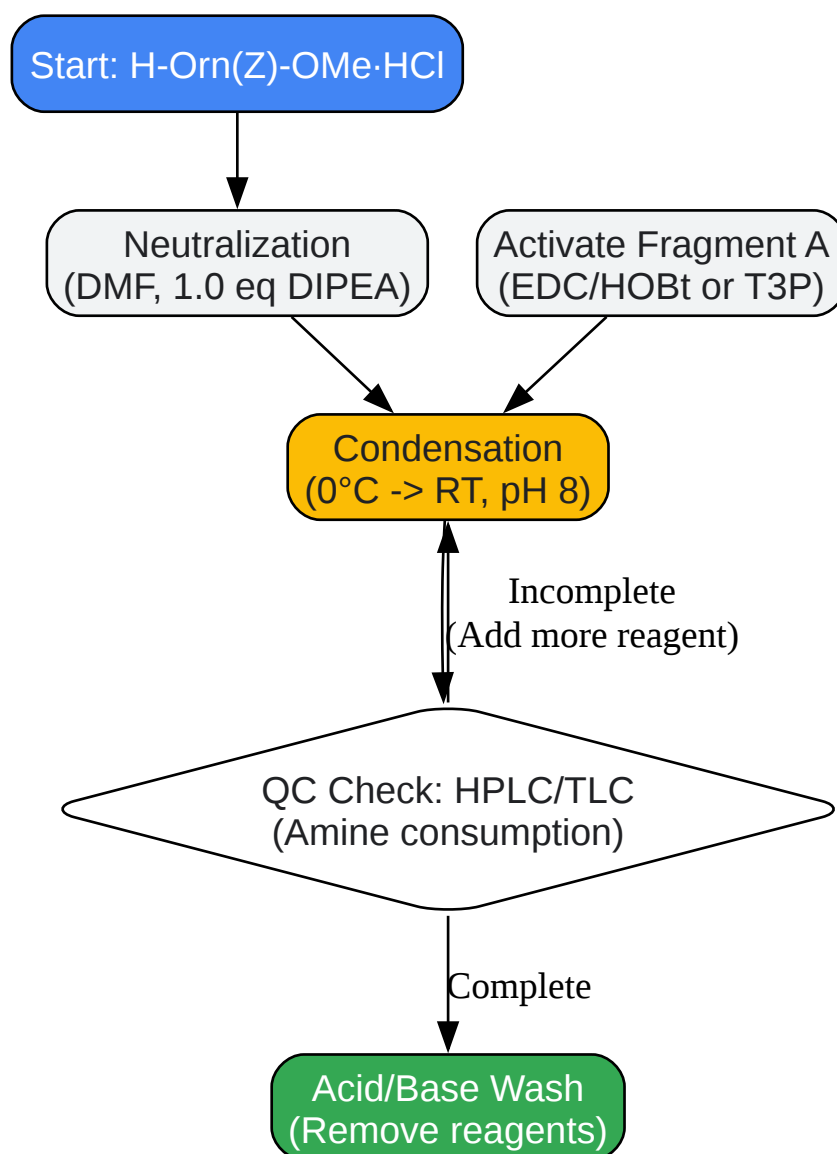 Start: H-Orn(Z)-OMe·HCl
Neutralization
(DMF, 1.0 eq DIPEA)
Activate Fragment A
(EDC/HOBt or T3P)
Condensation
(0°C -> RT, pH 8)
Incomplete
(Add more reagent)
QC Check: HPLC/TLC
(Amine consumption)
Complete
Acid/Base Wash
(Remove reagents)